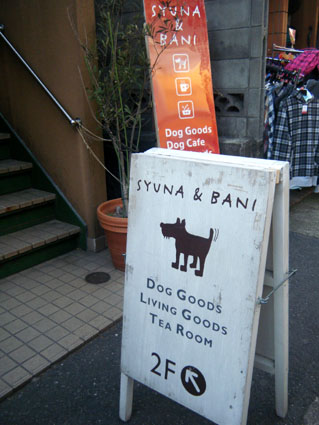 SYUNA
& BANI
Dog Goods
Dog Cafe
SYUNA & BANI
DOG GOODS
LIVING GOODS
TEA ROOM
2F